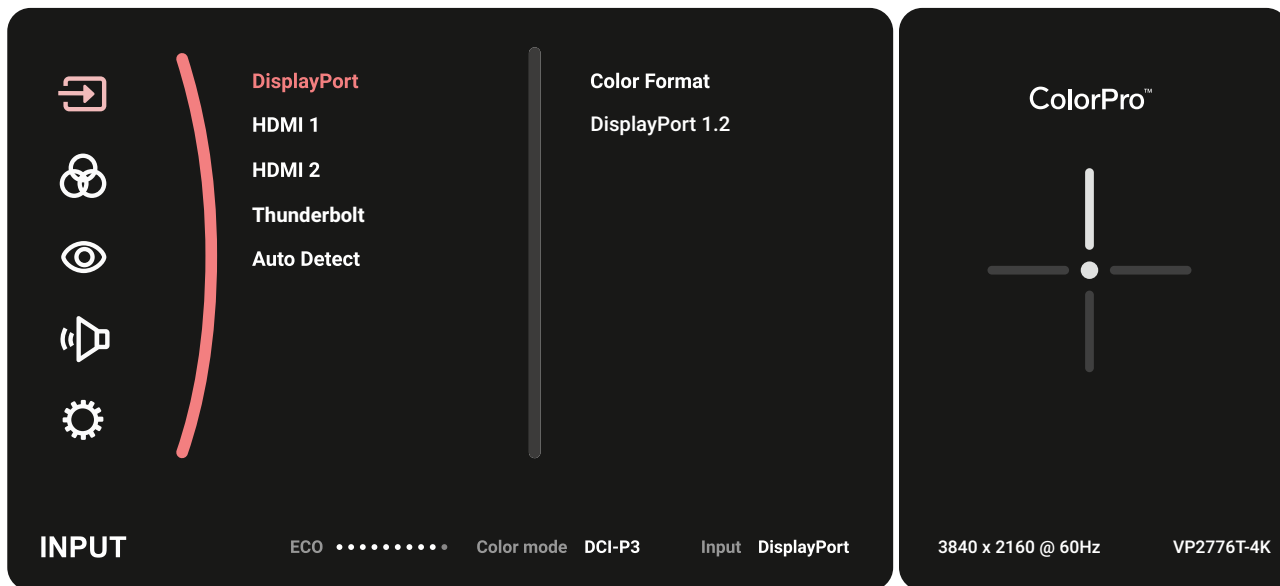 DisplayPort
HDMI 1
HDMI 2
Thunderbolt
Auto Detect
Color Format
DisplayPort 1.2
INPUT
ECO
Color mode DCI-P3
Input DisplayPort
ColorPro™
3840 x 2160 @ 60Hz
VP2776T-4K